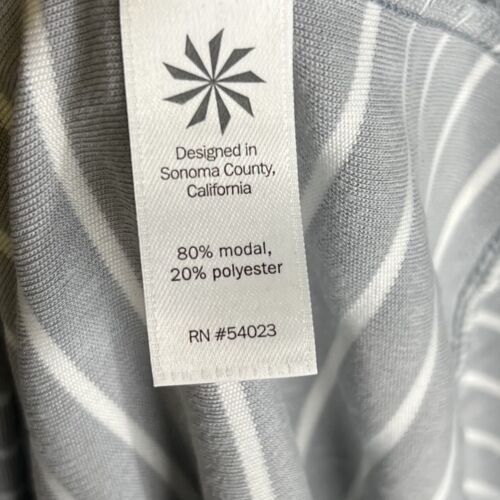 Designed in
Sonoma County,
California
80% modal,
20% polyester
RN #54023